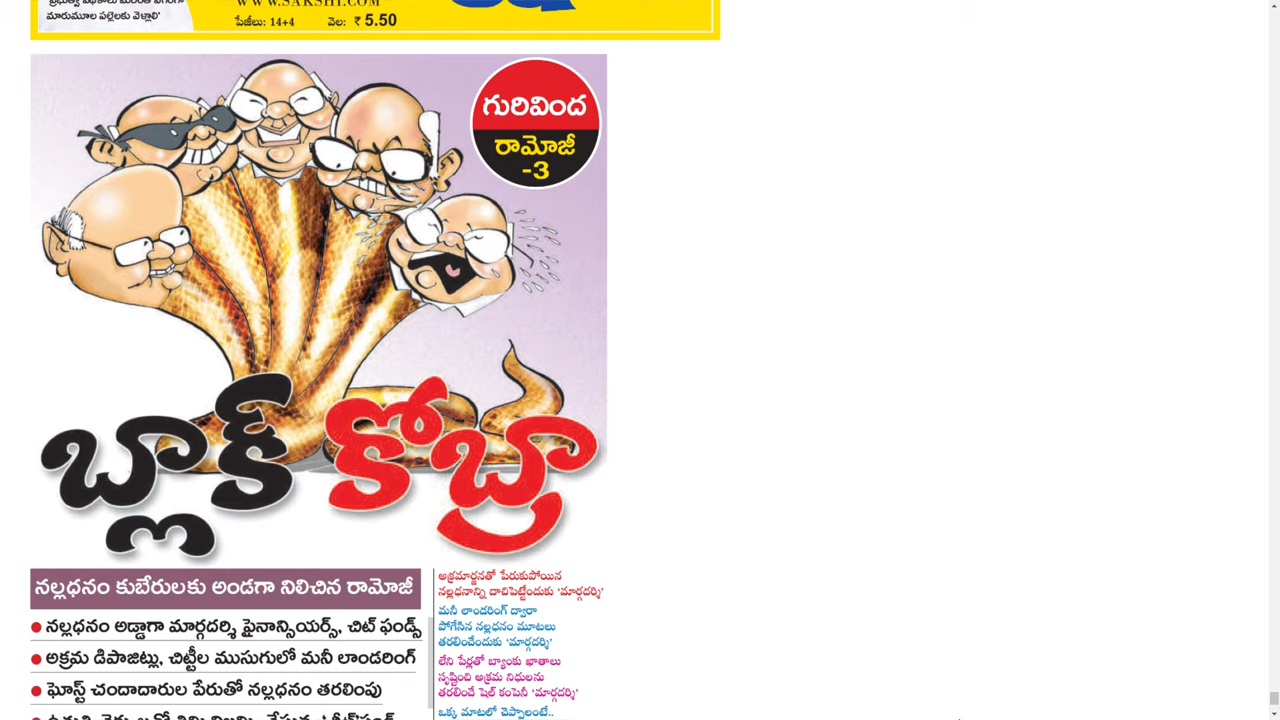 మారుమూల పల్లెలకు వెళ్లాలి'
WWW.SAKSHI.COM
పేజీలు: 14+4 వెల: ₹ 5.50
గురివింద
రామోజీ
-3
బ్లాక్ కోబ్రా
నల్లధనం కుబేరులకు అండగా నిలిచిన రామోజీ
● నల్లధనం అడ్డాగా మార్గదర్శి ఫైనాన్సియర్స్, చిట్ ఫండ్స్
● అక్రమ డిపాజిట్లు, చిట్టీల ముసుగులో మనీ లాండరింగ్
● ఘోస్ట్ చందాదారుల పేరుతో నల్లధనం తరలింపు
అక్రమార్జనతో పేరుకుపోయిన
నల్లధనాన్ని దాచిపెట్టేందుకు 'మార్గదర్శి'
మనీ లాండరింగ్ ద్వారా
పోగేసిన నల్లధనం మూటలు
తరలించేందుకు 'మార్గదర్శి'
లేని పేర్లతో బ్యాంకు ఖాతాలు
సృష్టించి అక్రమ నిధులను
తరలించే షెల్ కంపెనీ 'మార్గదర్శి'
ఒక్క మాటలో చెప్పాలంటే..